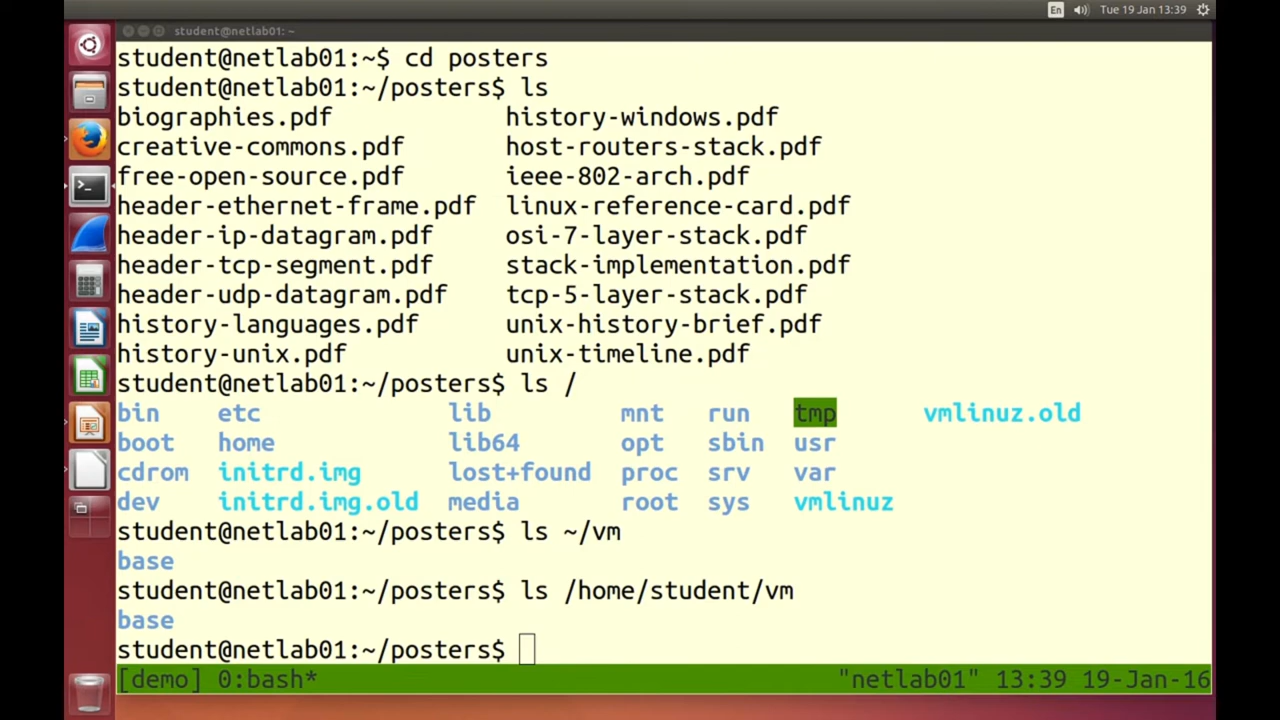 En Tue 19 Jan 13:39
student@netlab01: ~
student@netlab01:~$ cd posters
student@netlab01:~/posters$ ls
biographies.pdf history-windows.pdf
creative-commons.pdf host-routers-stack.pdf
free-open-source.pdf ieee-802-arch.pdf
header-ethernet-frame.pdf linux-reference-card.pdf
header-ip-datagram.pdf osi-7-layer-stack.pdf
header-tcp-segment.pdf stack-implementation.pdf
header-udp-datagram.pdf tcp-5-layer-stack.pdf
history-languages.pdf unix-history-brief.pdf
history-unix.pdf unix-timeline.pdf
student@netlab01:~/posters$ ls /
bin etc lib mnt run tmp vmlinuz.old
boot home lib64 opt sbin usr
cdrom initrd.img lost+found proc srv var
dev initrd.img.old media root sys vmlinuz
student@netlab01:~/posters$ ls ~/vm
base
student@netlab01:~/posters$ ls /home/student/vm
base
student@netlab01:~/posters$
[demo] 0:bash* "netlab01" 13:39 19-Jan-16